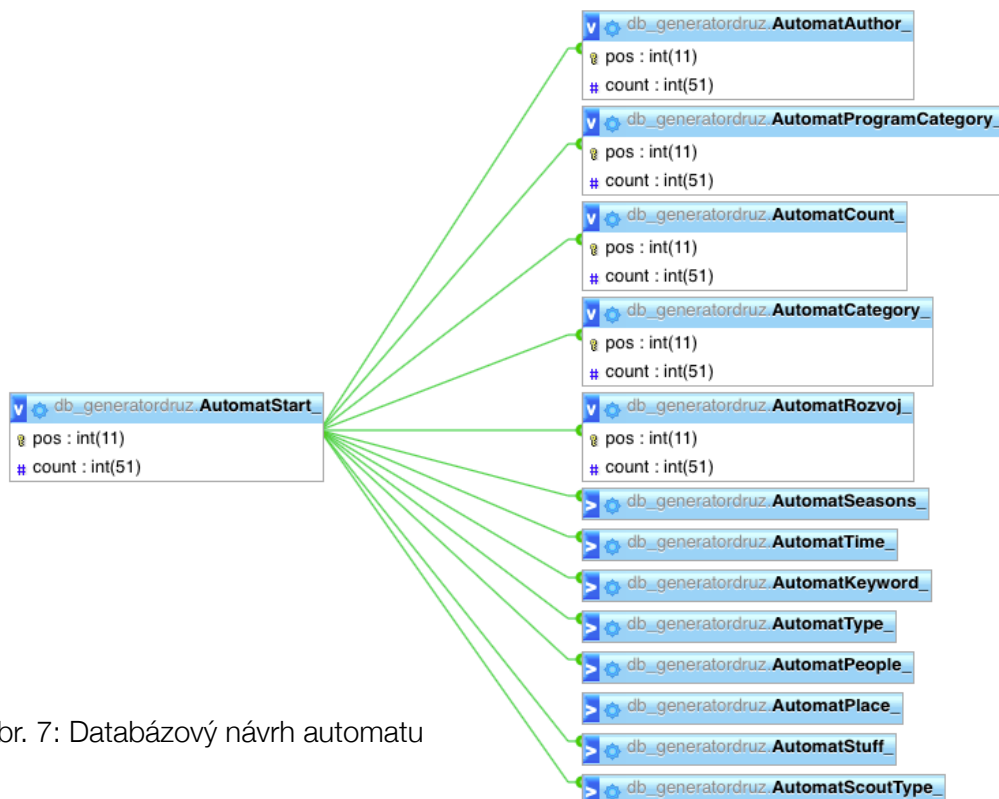 db_generatordruz.AutomatAuthor_
pos : int(11)
# count : int(51)
db_generatordruz.AutomatProgramCategory_
pos : int(11)
# count : int(51)
db_generatordruz.AutomatCount_
pos : int(11)
# count : int(51)
db_generatordruz.AutomatCategory_
pos : int(11)
# count : int(51)
db_generatordruz.AutomatStart_
pos : int(11)
# count : int(51)
db_generatordruz.AutomatRozvoj_
pos : int(11)
# count : int(51)
db_generatordruz.AutomatSeasons_
db_generatordruz.AutomatTime_
db_generatordruz.AutomatKeyword_
db_generatordruz.AutomatType_
db_generatordruz.AutomatPeople_
db_generatordruz.AutomatPlace_
db_generatordruz.AutomatStuff_
db_generatordruz.AutomatScoutType_
br. 7: Databázový návrh automatu